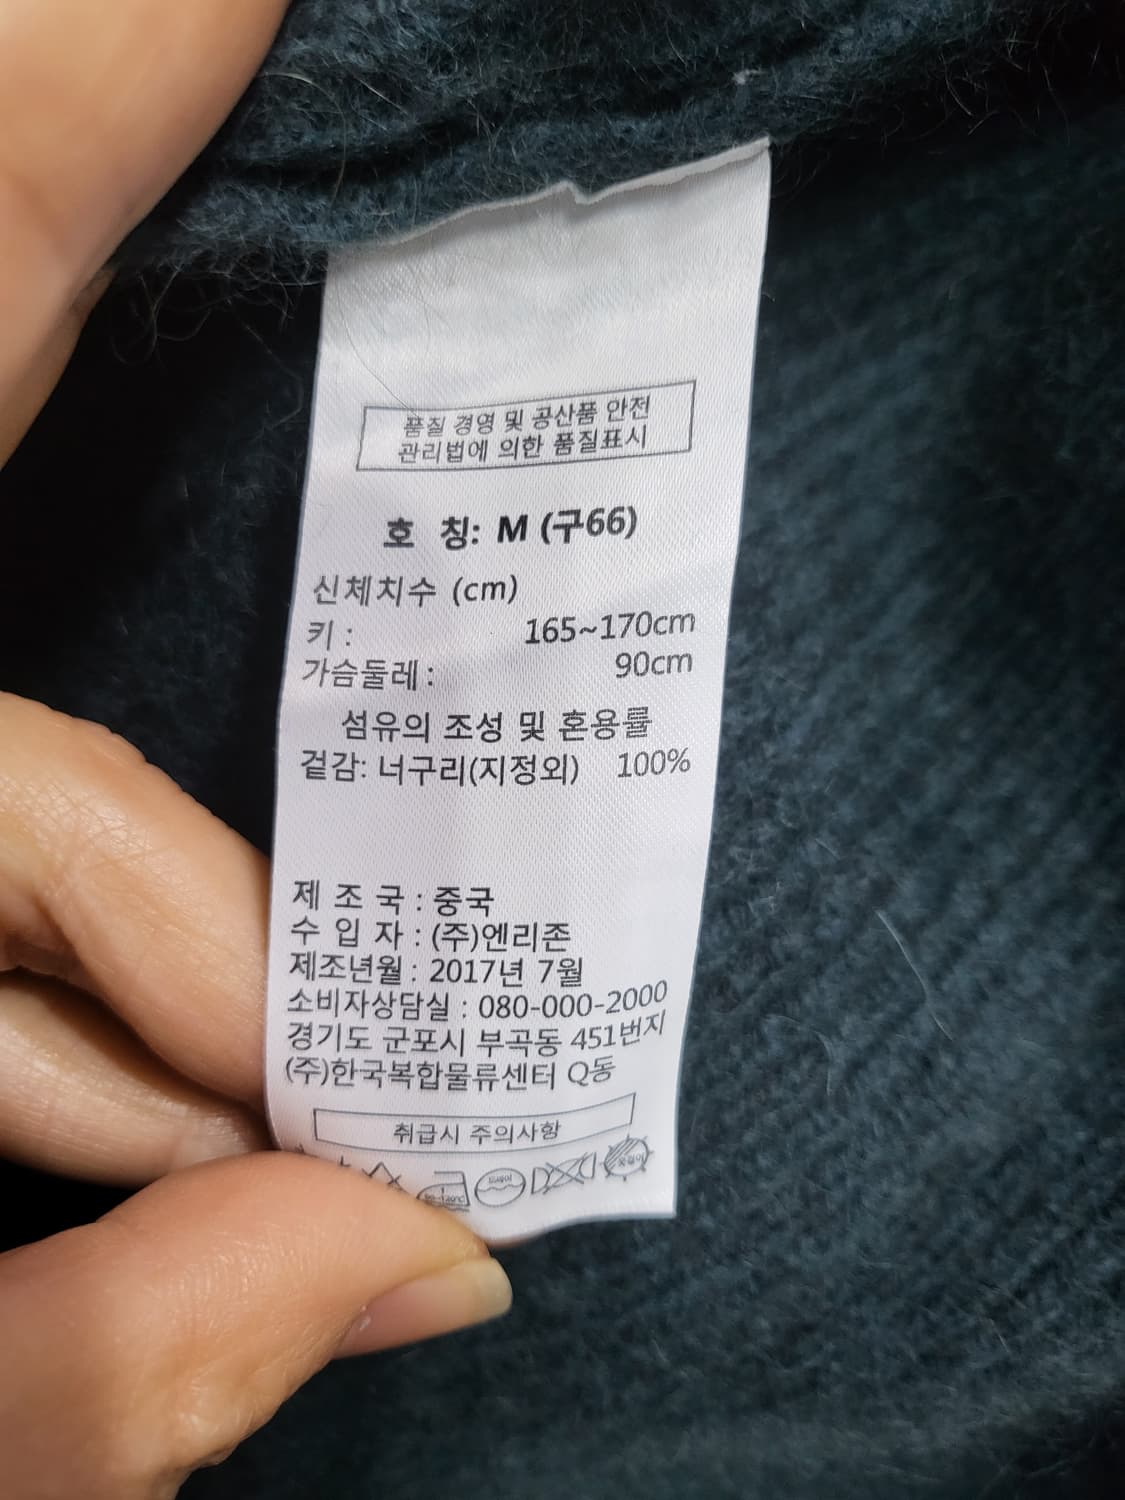 품질 경영 및 공산품 안전
관리법에 의한 품질표시
호 칭: M (구66)
신체치수 (cm)
키 : 165~170cm
가슴둘레 : 90cm
섬유의 조성 및 혼용률
겉감: 너구리(지정외) 100%
제 조 국 : 중국
수 입 자 : (주)엔리존
제조년월 : 2017년 7월
소비자상담실 : 080-000-2000
경기도 군포시 부곡동 451번지
(주)한국복합물류센터 Q동
취급시 주의사항
드라이
옷걸이